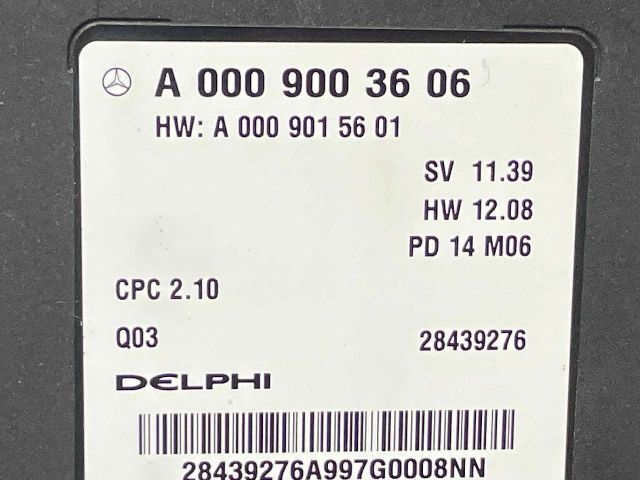 A 000 900 36 06
HW: A 000 901 56 01
SV 11.39
HW 12.08
PD 14 M06
CPC 2.10
Q03 28439276
DELPHI
28439276A997G0008NN